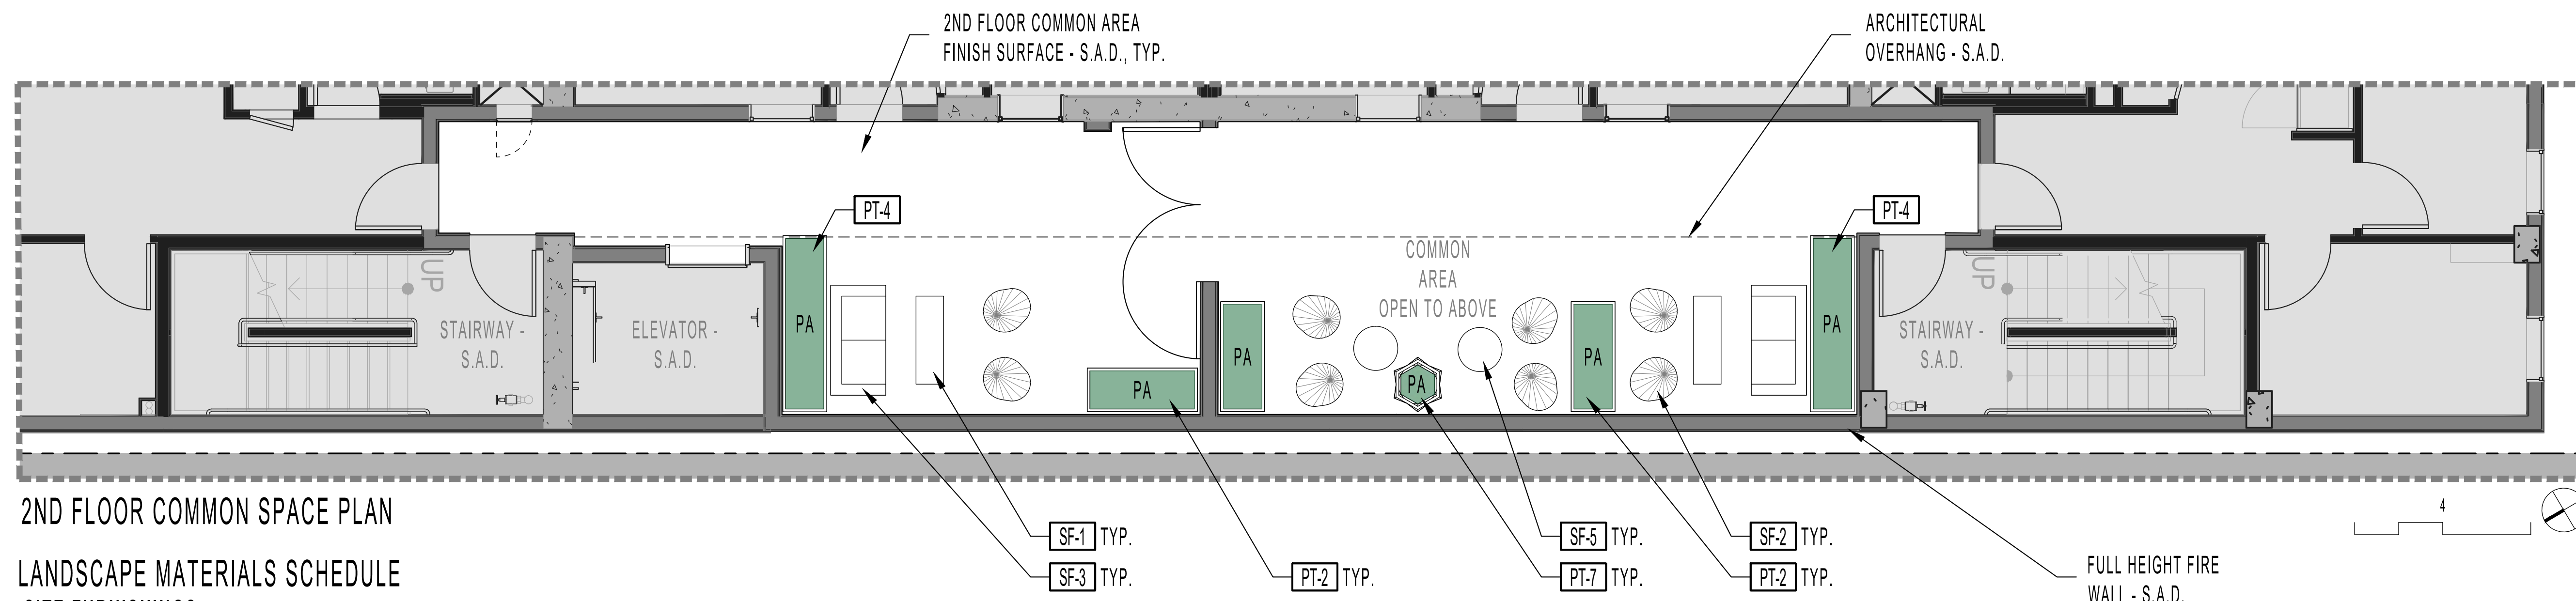 2ND FLOOR COMMON AREA
FINISH SURFACE - S.A.D., TYP.
ARCHITECTURAL
OVERHANG - S.A.D.
PT-4
PT-4
COMMON
AREA
OPEN TO ABOVE
UP
UP
STAIRWAY -
S.A.D.
ELEVATOR -
S.A.D.
STAIRWAY -
S.A.D.
PA
PA
PA
PA
PA
PA
2ND FLOOR COMMON SPACE PLAN
4
SF-1 TYP.
SF-3 TYP.
PT-2 TYP.
SF-5 TYP.
PT-7 TYP.
SF-2 TYP.
PT-2 TYP.
FULL HEIGHT FIRE
WALL - S.A.D.
LANDSCAPE MATERIALS SCHEDULE